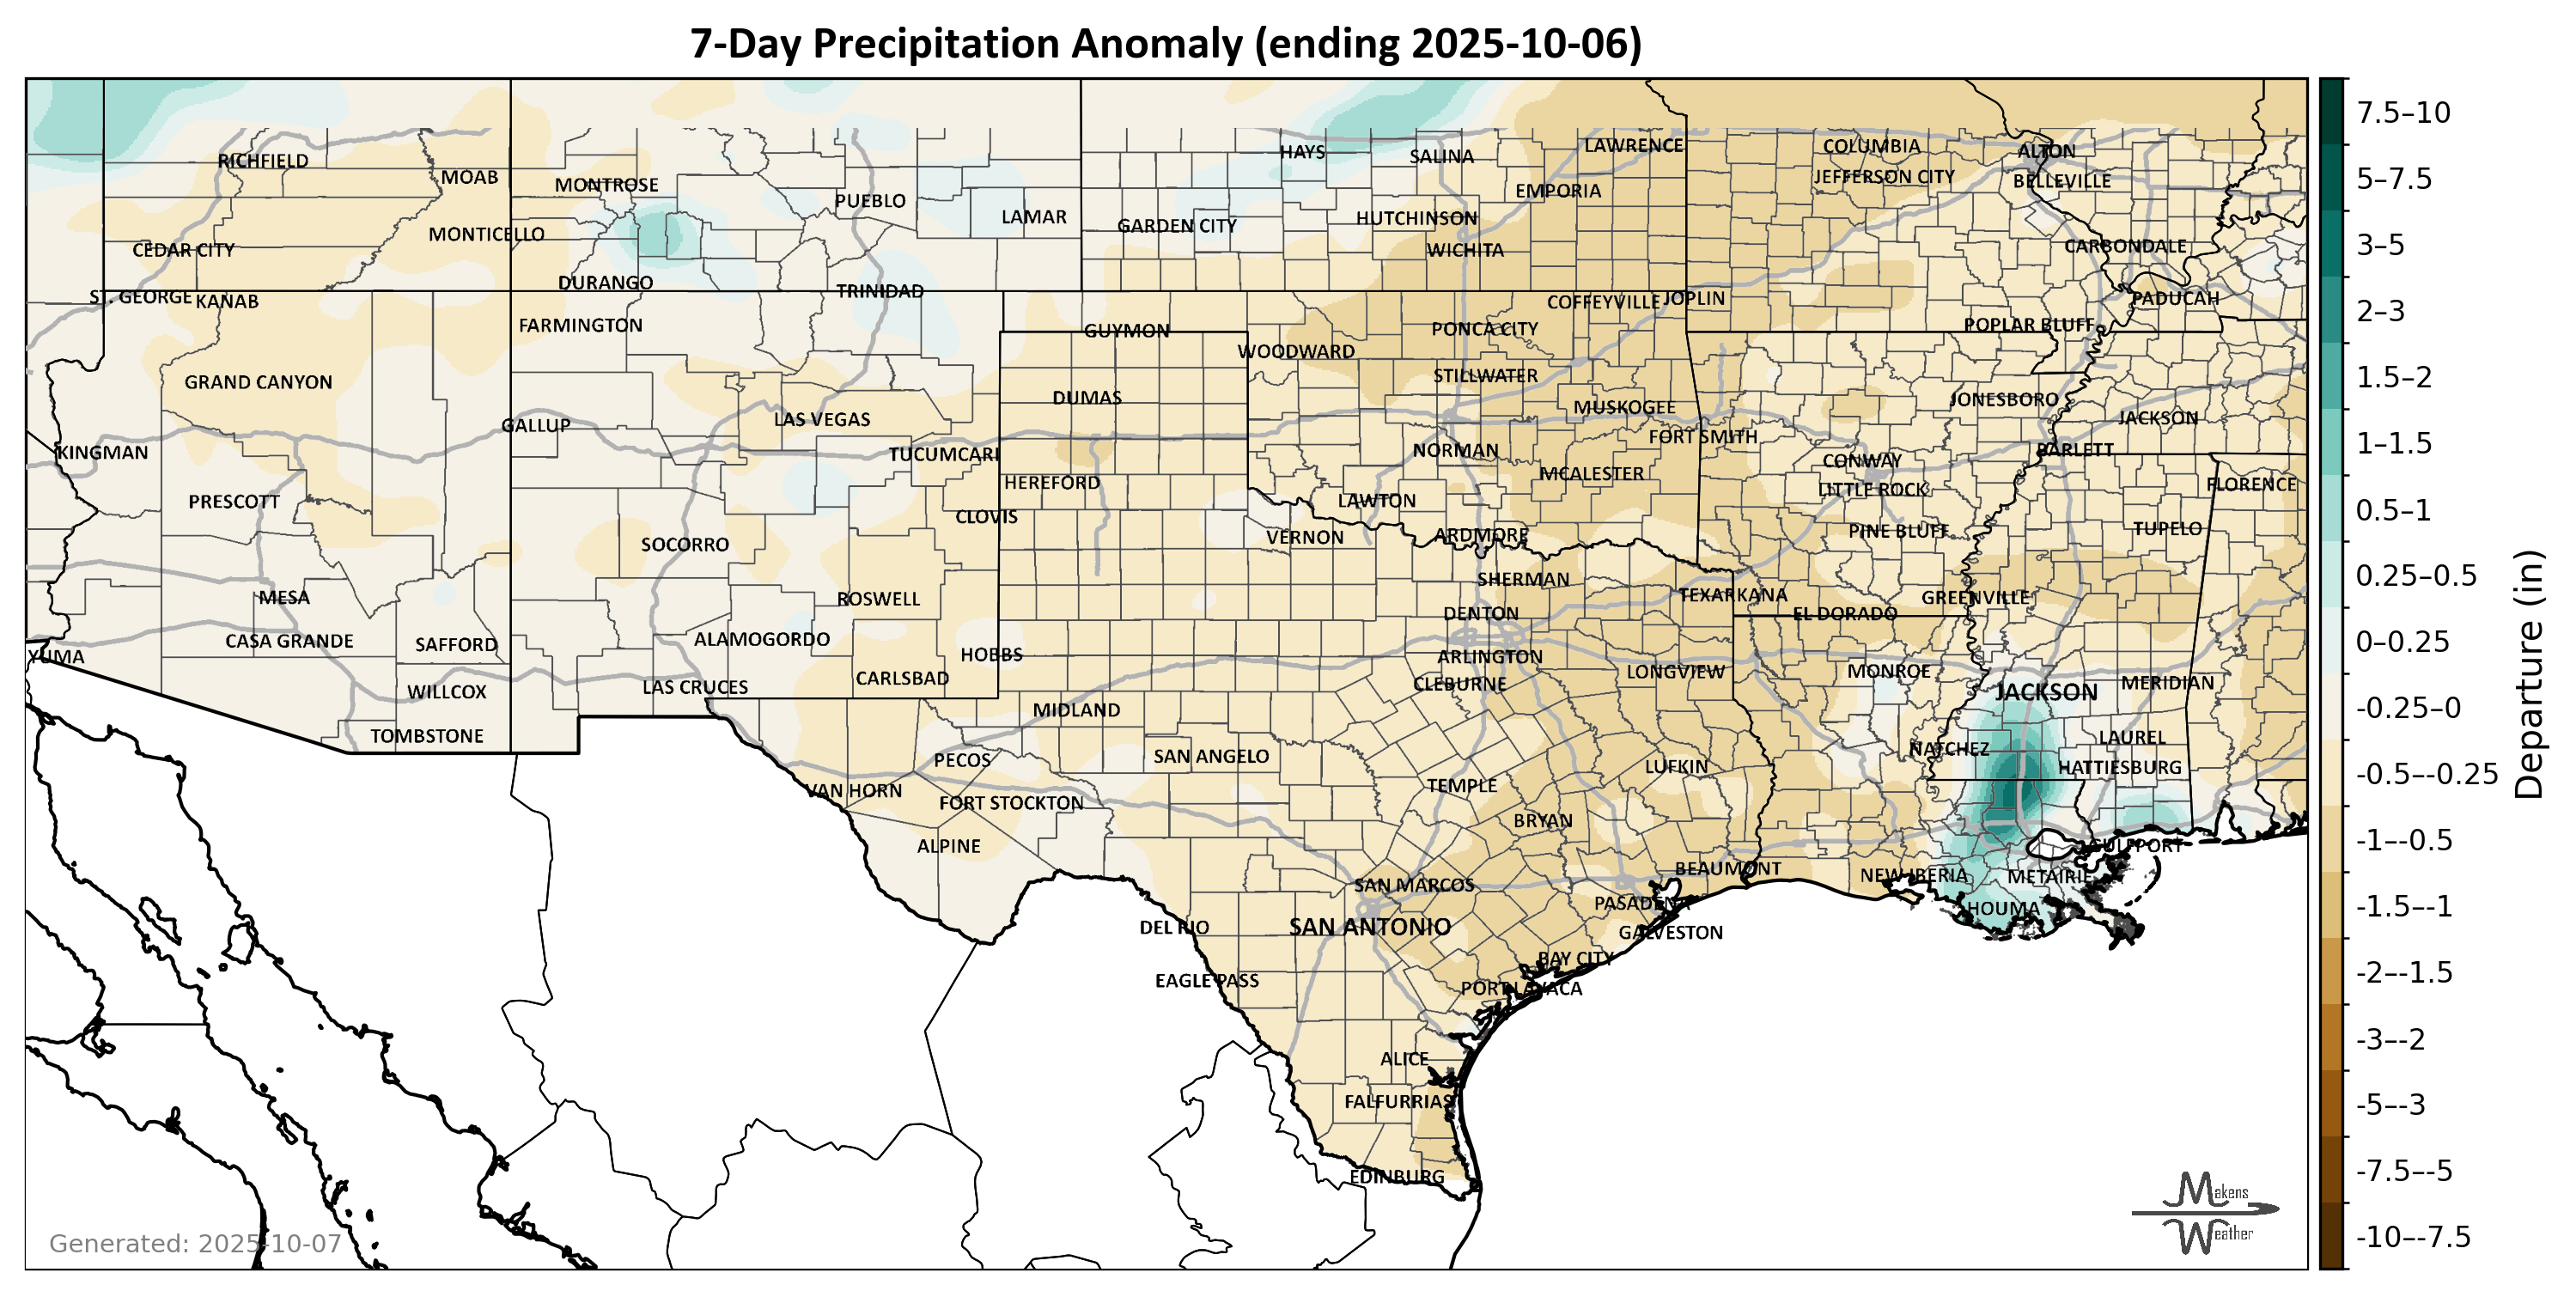 7-Day Precipitation Anomaly (ending 2025-10-06)
RICHFIELD
MOAB
MONTROSE
PUEBLO
LAMAR
HAYS
SALINA
LAWRENCE
COLUMBIA
ALTON
JEFFERSON CITY
BELLEVILLE
EMPORIA
GARDEN CITY
HUTCHINSON
CEDAR CITY
MONTICELLO
WICHITA
CARBONDALE
ST. GEORGE
KANAB
DURANGO
TRINIDAD
COFFEYVILLE
JOPLIN
PADUCAH
FARMINGTON
GUYMON
PONCA CITY
POPLAR BLUFF
WOODWARD
GRAND CANYON
DUMAS
STILLWATER
MUSKOGEE
JONESBORO
JACKSON
GALLUP
LAS VEGAS
FORT SMITH
KINGMAN
TUCUMCARI
NORMAN
BARLETT
CONWAY
HEREFORD
MCALESTER
LITTLE ROCK
FLORENCE
PRESCOTT
LAWTON
CLOVIS
PINE BLUFF
TUPELO
SOCORRO
VERNON
ARDMORE
SHERMAN
MESA
ROSWELL
TEXARKANA
GREENVILLE
DENTON
EL DORADO
CASA GRANDE
SAFFORD
ALAMOGORDO
YUMA
HOBBS
ARLINGTON
LONGVIEW
MONROE
CARLSBAD
CLEBURNE
MERIDIAN
WILLCOX
LAS CRUCES
JACKSON
MIDLAND
TOMBSTONE
LAUREL
PECOS
SAN ANGELO
NATCHEZ
LUFKIN
HATTIESBURG
VAN HORN
FORT STOCKTON
TEMPLE
BRYAN
ALPINE
GULFPORT
BEAUMONT
SAN MARCOS
NEW IBERIA
METAIRIE
PASADENA
HOUMA
DEL RIO
SAN ANTONIO
GALVESTON
BAY CITY
EAGLE PASS
PORT LAVACA
ALICE
FALFURRIAS
EDINBURG
Generated: 2025-10-07
Makens
Weather
7.5–10
5–7.5
3–5
2–3
1.5–2
1–1.5
0.5–1
0.25–0.5
0–0.25
-0.25–0
-0.5–-0.25
-1–-0.5
-1.5–-1
-2–-1.5
-3–-2
-5–-3
-7.5–-5
-10–-7.5
Departure (in)